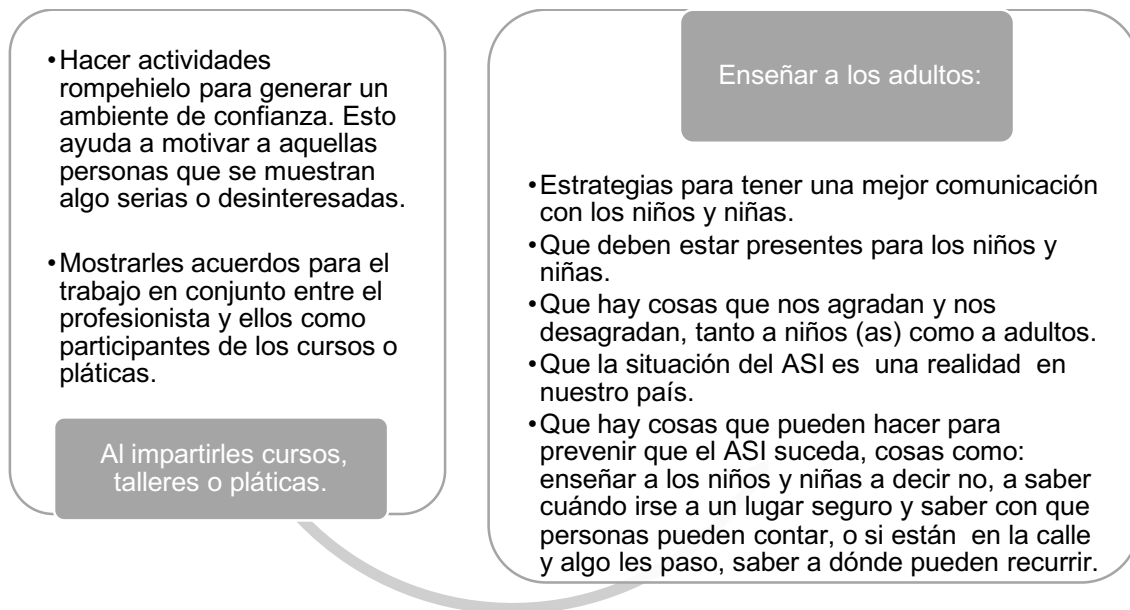 •Hacer actividades
rompehielo para generar un
ambiente de confianza. Esto
ayuda a motivar a aquellas
personas que se muestran
algo serias o desinteresadas.
•Mostrarles acuerdos para el
trabajo en conjunto entre el
profesionista y ellos como
participantes de los cursos o
pláticas.
Al impartirles cursos,
talleres o pláticas.
Enseñar a los adultos:
•Estrategias para tener una mejor comunicación
con los niños y niñas.
•Que deben estar presentes para los niños y
niñas.
•Que hay cosas que nos agradan y nos
desagradan, tanto a niños (as) como a adultos.
•Que la situación del ASI es  una realidad  en
nuestro país.
•Que hay cosas que pueden hacer para
prevenir que el ASI suceda, cosas como:
enseñar a los niños y niñas a decir no, a saber
cuándo irse a un lugar seguro y saber con que
personas pueden contar, o si están  en la calle
y algo les paso, saber a dónde pueden recurrir.